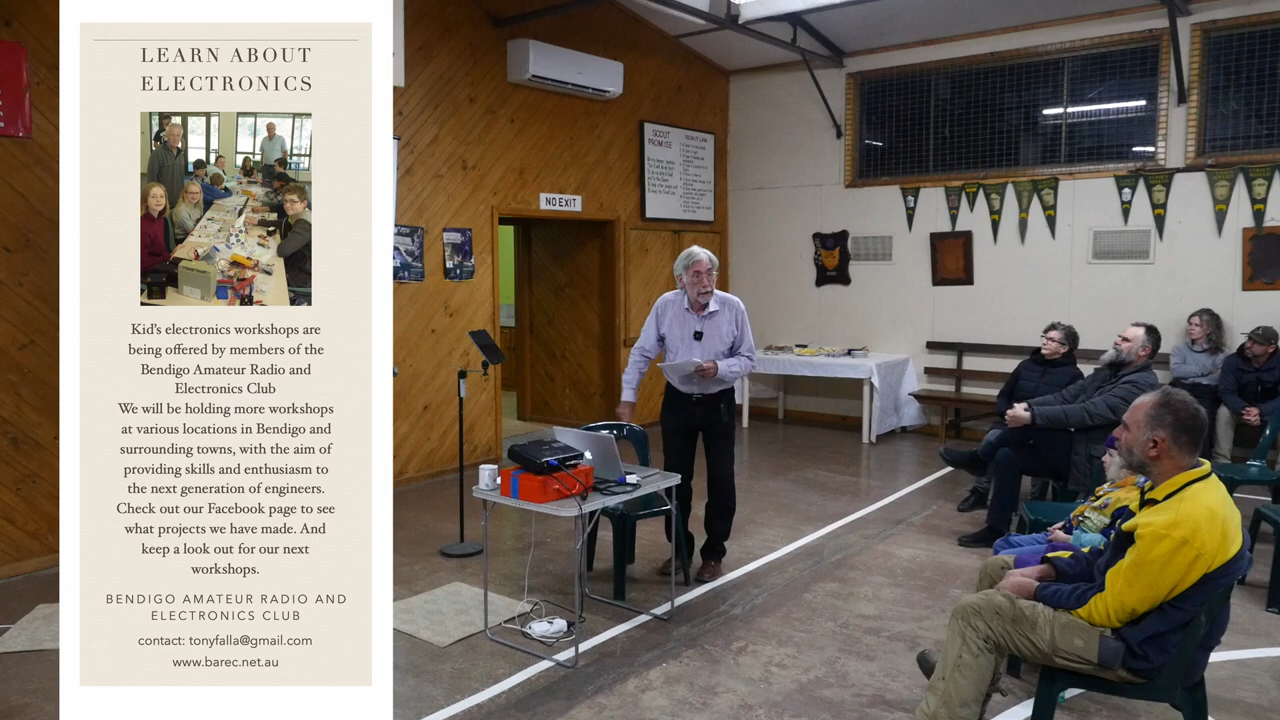 LEARN ABOUT
ELECTRONICS
Kid's electronics workshops are
being offered by members of the
Bendigo Amateur Radio and
Electronics Club
We will be holding more workshops
at various locations in Bendigo and
surrounding towns, with the aim of
providing skills and enthusiasm to
the next generation of engineers.
Check out our Facebook page to see
what projects we have made. And
keep a look out for our next
workshops.
BENDIGO AMATEUR RADIO AND
ELECTRONICS CLUB
contact: tonyfalla@gmail.com
www.barec.net.au
NO EXIT
SCOUT
PROMISE
SCOUT LAW